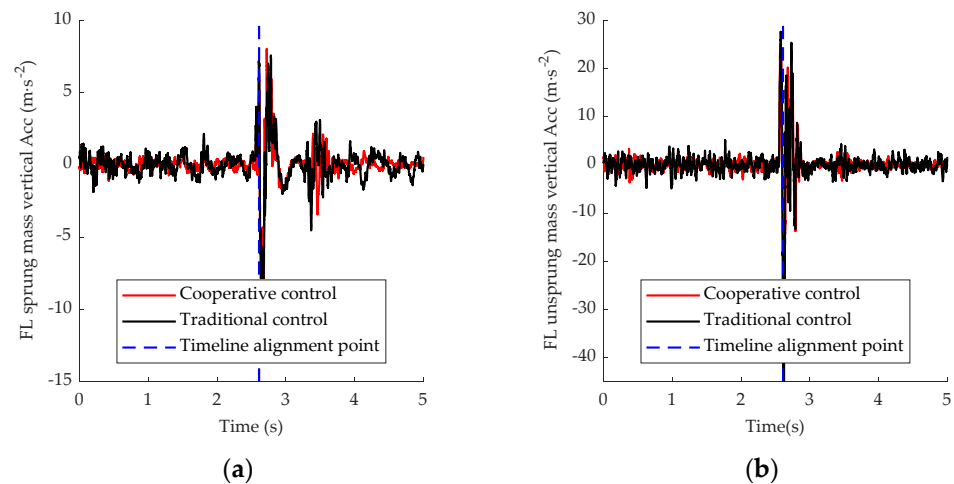 FL sprung mass vertical Acc (m·s⁻²)
10
5
0
-5
-10
-15
Cooperative control
Traditional control
Timeline alignment point
0 1 2 3 4 5
Time (s)
(a)
FL unsprung mass vertical Acc (m·s⁻²)
30
20
10
0
-10
-20
-30
-40
Cooperative control
Traditional control
Timeline alignment point
0 1 2 3 4 5
Time(s)
(b)